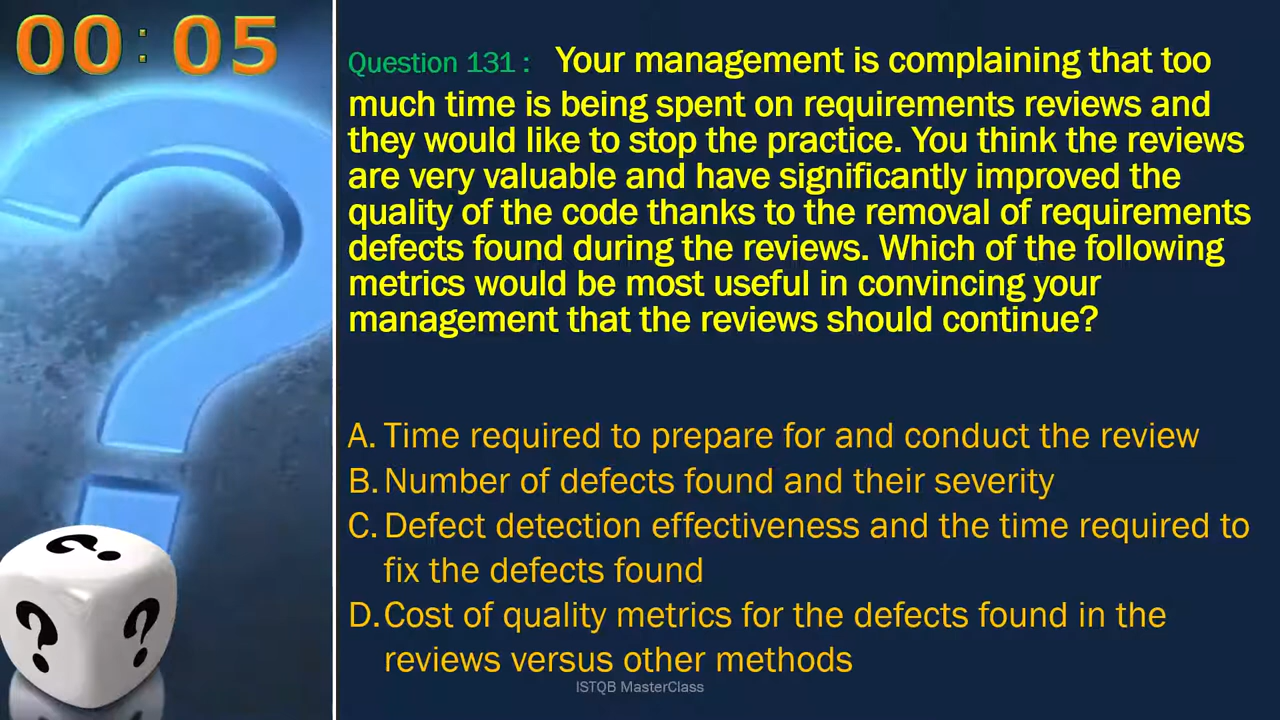 00:05
Question 131 : Your management is complaining that too
much time is being spent on requirements reviews and
they would like to stop the practice. You think the reviews
are very valuable and have significantly improved the
quality of the code thanks to the removal of requirements
defects found during the reviews. Which of the following
metrics would be most useful in convincing your
management that the reviews should continue?
A. Time required to prepare for and conduct the review
B. Number of defects found and their severity
C. Defect detection effectiveness and the time required to
fix the defects found
D. Cost of quality metrics for the defects found in the
reviews versus other methods
ISTQB MasterClass